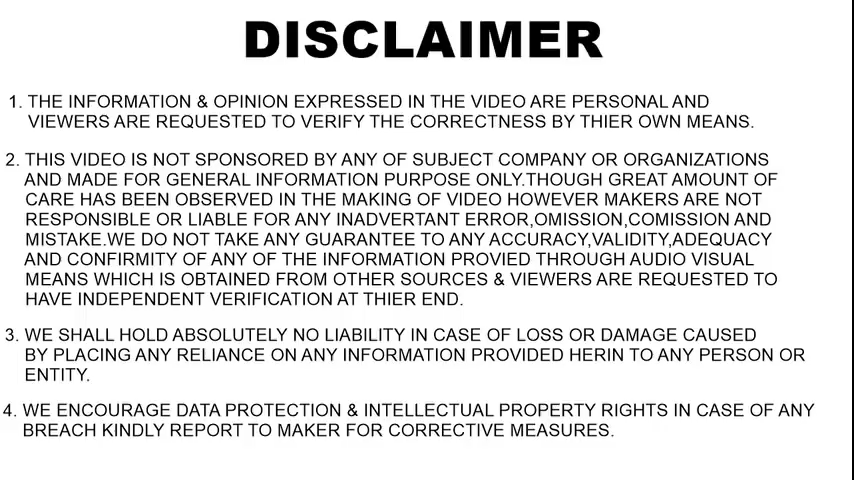 DISCLAIMER
1. THE INFORMATION & OPINION EXPRESSED IN THE VIDEO ARE PERSONAL AND
VIEWERS ARE REQUESTED TO VERIFY THE CORRECTNESS BY THIER OWN MEANS.
2. THIS VIDEO IS NOT SPONSORED BY ANY OF SUBJECT COMPANY OR ORGANIZATIONS
AND MADE FOR GENERAL INFORMATION PURPOSE ONLY.THOUGH GREAT AMOUNT OF
CARE HAS BEEN OBSERVED IN THE MAKING OF VIDEO HOWEVER MAKERS ARE NOT
RESPONSIBLE OR LIABLE FOR ANY INADVERTANT ERROR,OMISSION,COMISSION AND
MISTAKE.WE DO NOT TAKE ANY GUARANTEE TO ANY ACCURACY,VALIDITY,ADEQUACY
AND CONFIRMITY OF ANY OF THE INFORMATION PROVIED THROUGH AUDIO VISUAL
MEANS WHICH IS OBTAINED FROM OTHER SOURCES & VIEWERS ARE REQUESTED TO
HAVE INDEPENDENT VERIFICATION AT THIER END.
3. WE SHALL HOLD ABSOLUTELY NO LIABILITY IN CASE OF LOSS OR DAMAGE CAUSED
BY PLACING ANY RELIANCE ON ANY INFORMATION PROVIDED HERIN TO ANY PERSON OR
ENTITY.
4. WE ENCOURAGE DATA PROTECTION & INTELLECTUAL PROPERTY RIGHTS IN CASE OF ANY
BREACH KINDLY REPORT TO MAKER FOR CORRECTIVE MEASURES.